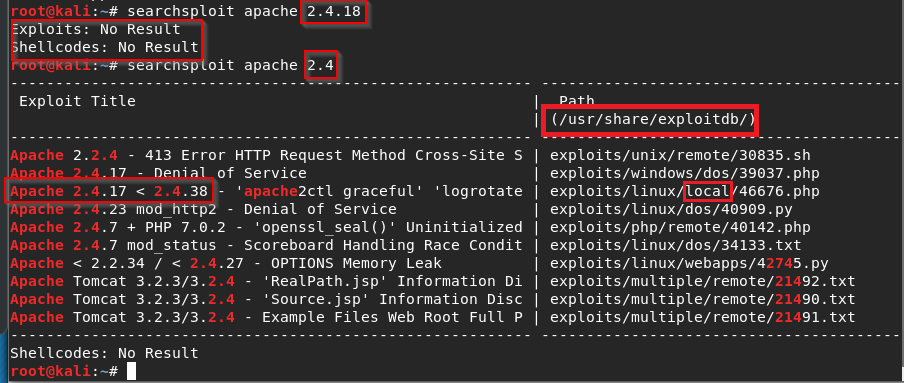 root@kali:~# searchsploit apache 2.4.18
Exploits: No Result
Shellcodes: No Result
root@kali:~# searchsploit apache 2.4
--------------------------------------------------- ----------------------------------------
Exploit Title | Path
| (/usr/share/exploitdb/)
--------------------------------------------------- ----------------------------------------
Apache 2.2.4 - 413 Error HTTP Request Method Cross-Site S | exploits/unix/remote/30835.sh
Apache 2.4.17 - Denial of Service | exploits/windows/dos/39037.php
Apache 2.4.17 < 2.4.38 - 'apache2ctl graceful' 'logrotate | exploits/linux/local/46676.php
Apache 2.4.23 mod_http2 - Denial of Service | exploits/linux/dos/40909.py
Apache 2.4.7 + PHP 7.0.2 - 'openssl_seal()' Uninitialized | exploits/php/remote/40142.php
Apache 2.4.7 mod_status - Scoreboard Handling Race Condit | exploits/linux/dos/34133.txt
Apache < 2.2.34 / < 2.4.27 - OPTIONS Memory Leak | exploits/linux/webapps/42745.py
Apache Tomcat 3.2.3/3.2.4 - 'RealPath.jsp' Information Di | exploits/multiple/remote/21492.txt
Apache Tomcat 3.2.3/3.2.4 - 'Source.jsp' Information Disc | exploits/multiple/remote/21490.txt
Apache Tomcat 3.2.3/3.2.4 - Example Files Web Root Full P | exploits/multiple/remote/21491.txt
--------------------------------------------------- ----------------------------------------
Shellcodes: No Result
root@kali:~#